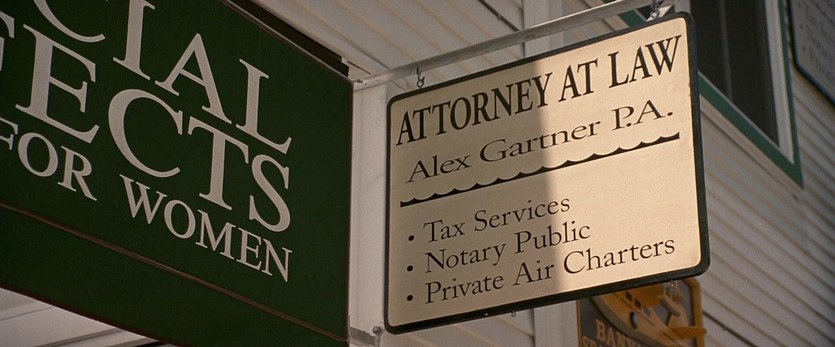 CIAL
FECTS
FOR WOMEN
ATTORNEY AT LAW
Alex Gartner P.A.
• Tax Services
• Notary Public
• Private Air Charters